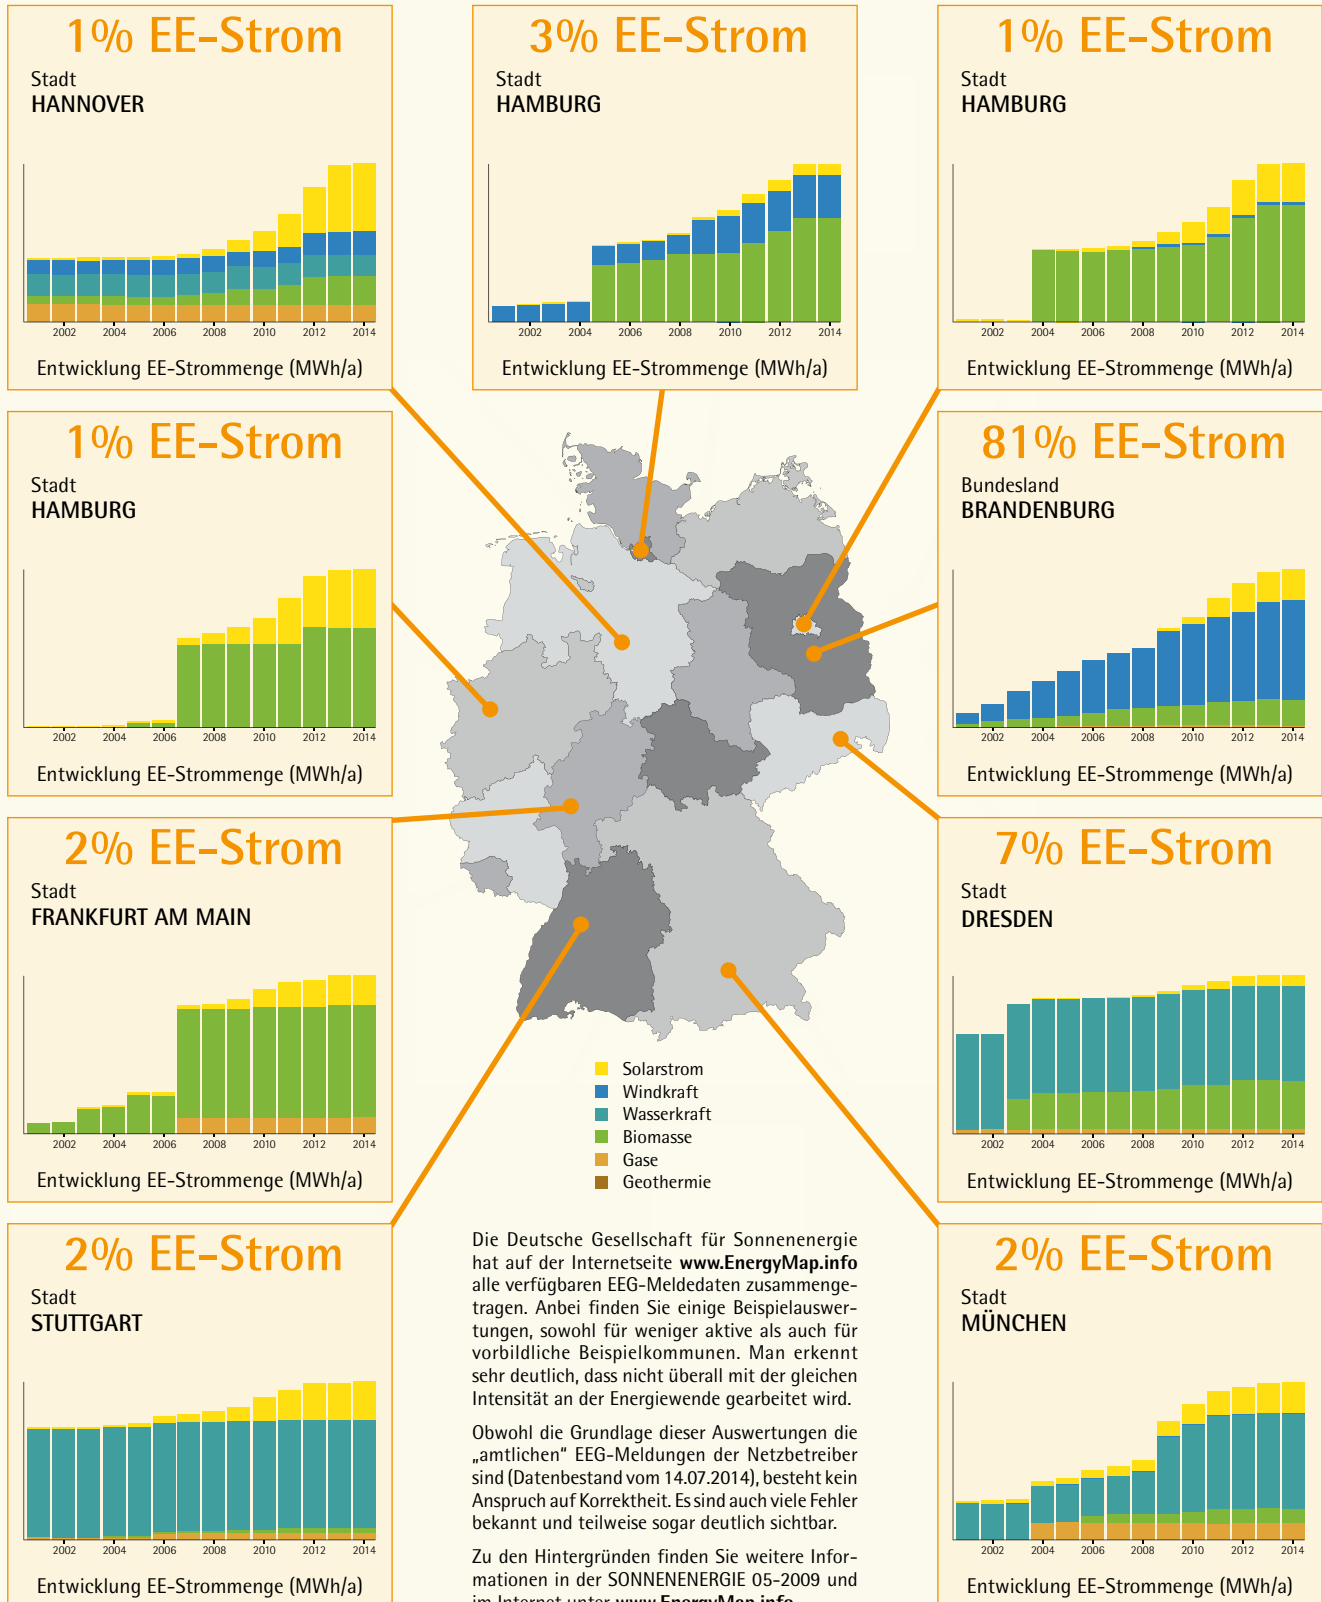 1% EE-Strom
Stadt
HANNOVER
2002 2004 2006 2008 2010 2012 2014
Entwicklung EE-Strommenge (MWh/a)
3% EE-Strom
Stadt
HAMBURG
2002 2004 2006 2008 2010 2012 2014
Entwicklung EE-Strommenge (MWh/a)
1% EE-Strom
Stadt
HAMBURG
2002 2004 2006 2008 2010 2012 2014
Entwicklung EE-Strommenge (MWh/a)
1% EE-Strom
Stadt
HAMBURG
2002 2004 2006 2008 2010 2012 2014
Entwicklung EE-Strommenge (MWh/a)
81% EE-Strom
Bundesland
BRANDENBURG
2002 2004 2006 2008 2010 2012 2014
Entwicklung EE-Strommenge (MWh/a)
2% EE-Strom
Stadt
FRANKFURT AM MAIN
2002 2004 2006 2008 2010 2012 2014
Entwicklung EE-Strommenge (MWh/a)
7% EE-Strom
Stadt
DRESDEN
2002 2004 2006 2008 2010 2012 2014
Entwicklung EE-Strommenge (MWh/a)
Solarstrom
Windkraft
Wasserkraft
Biomasse
Gase
Geothermie
2% EE-Strom
Stadt
STUTTGART
2002 2004 2006 2008 2010 2012 2014
Entwicklung EE-Strommenge (MWh/a)
Die Deutsche Gesellschaft für Sonnenenergie
hat auf der Internetseite www.EnergyMap.info
alle verfügbaren EEG-Meldedaten zusammenge-
tragen. Anbei finden Sie einige Beispielauswer-
tungen, sowohl für weniger aktive als auch für
vorbildliche Beispielkommunen. Man erkennt
sehr deutlich, dass nicht überall mit der gleichen
Intensität an der Energiewende gearbeitet wird.
Obwohl die Grundlage dieser Auswertungen die
„amtlichen“ EEG-Meldungen der Netzbetreiber
sind (Datenbestand vom 14.07.2014), besteht kein
Anspruch auf Korrektheit. Es sind auch viele Fehler
bekannt und teilweise sogar deutlich sichtbar.
Zu den Hintergründen finden Sie weitere Infor-
mationen in der SONNENENERGIE 05-2009 und
im Internet unter www.EnergyMap.info
2% EE-Strom
Stadt
MÜNCHEN
2002 2004 2006 2008 2010 2012 2014
Entwicklung EE-Strommenge (MWh/a)